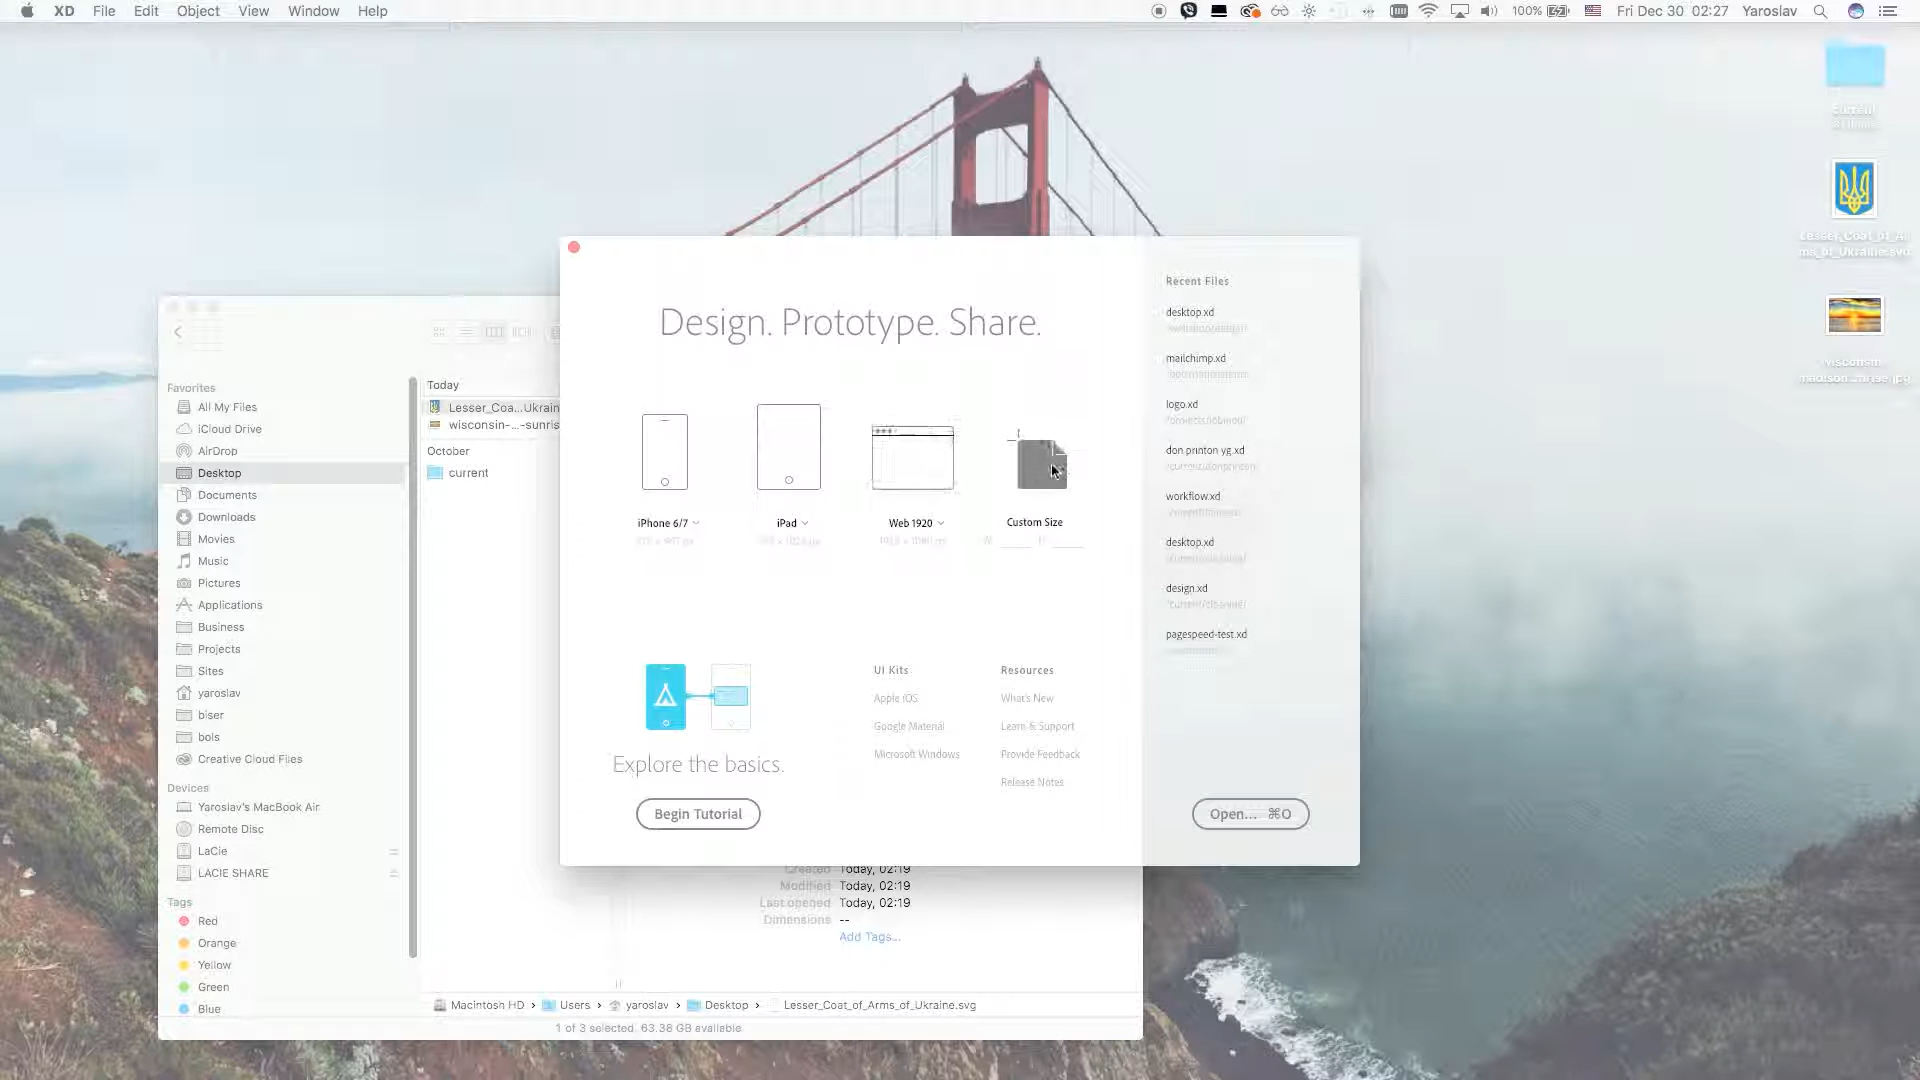 XD File Edit Object View Window Help
100% Fri Dec 30 02:27 Yaroslav
Design. Prototype. Share.
iPhone 6/7
iPad
Web 1920
Custom Size
Explore the basics.
Begin Tutorial
UI Kits
Apple iOS
Google Material
Microsoft Windows
Resources
What's New
Learn & Support
Provide Feedback
Release Notes
Recent Files
desktop.xd
mailchimp.xd
logo.xd
don printon yg.xd
workflow.xd
desktop.xd
design.xd
pagespeed-test.xd
Open... ⌘O
Favorites
All My Files
iCloud Drive
AirDrop
Desktop
Documents
Downloads
Movies
Music
Pictures
Applications
Business
Projects
Sites
yaroslav
biser
bols
Creative Cloud Files
Devices
Yaroslav's MacBook Air
Remote Disc
LaCie
LACIE SHARE
Tags
Red
Orange
Yellow
Green
Blue
Today
Lesser_Coa...Ukrain
wisconsin-...-sunris
October
current
Created Today, 02:19
Modified Today, 02:19
Last opened Today, 02:19
Dimensions --
Add Tags...
Macintosh HD › Users › yaroslav › Desktop › Lesser_Coat_of_Arms_of_Ukraine.svg
1 of 3 selected, 63.38 GB available